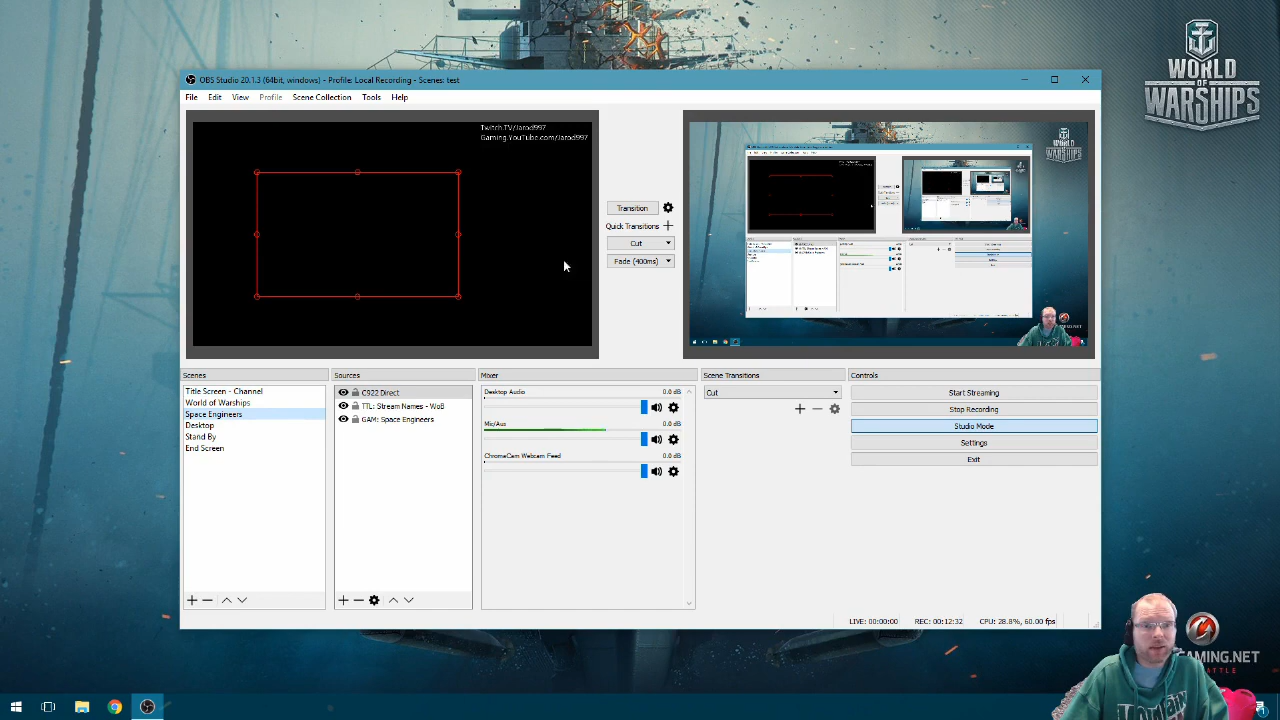 WORLD
OF
WARSHIPS
OBS Studio 20.1.3 (64bit, windows) - Profile: Local Recording - Scenes: test
File Edit View Profile Scene Collection Tools Help
Twitch.TV/Jarod997
Gaming.YouTube.com/Jarod997
Transition
Quick Transitions
Cut
Fade (400ms)
Scenes
Title Screen - Channel
World of Warships
Space Engineers
Desktop
Stand By
End Screen
Sources
C922 Direct
TTL: Stream Names - WoB
GAM: Space Engineers
Mixer
Desktop Audio 0.0 dB
Mic/Aux 0.0 dB
ChromaCam Webcam Feed 0.0 dB
Scene Transitions
Cut
Controls
Start Streaming
Stop Recording
Studio Mode
Settings
Exit
LIVE: 00:00:00 REC: 00:12:32 CPU: 28.8%, 60.00 fps
GAMING.NET